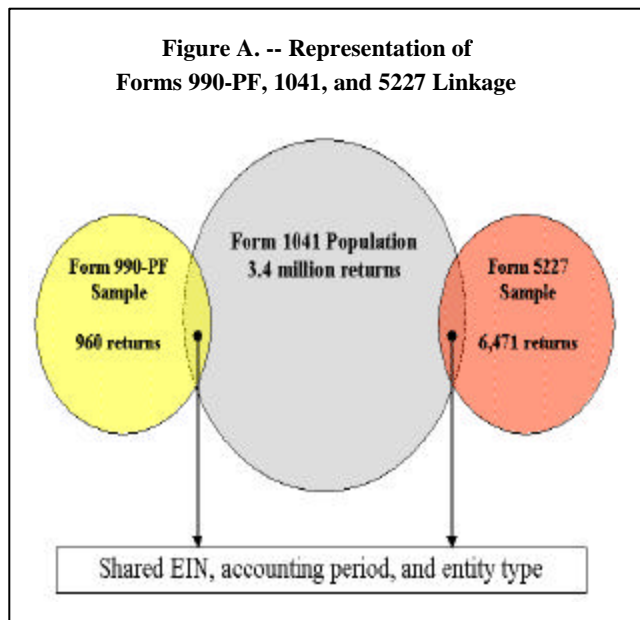 Figure A. -- Representation of
Forms 990-PF, 1041, and 5227 Linkage
Form 1041 Population
3.4 million returns
Form 990-PF
Sample
960 returns
Form 5227
Sample
6,471 returns
Shared EIN, accounting period, and entity type